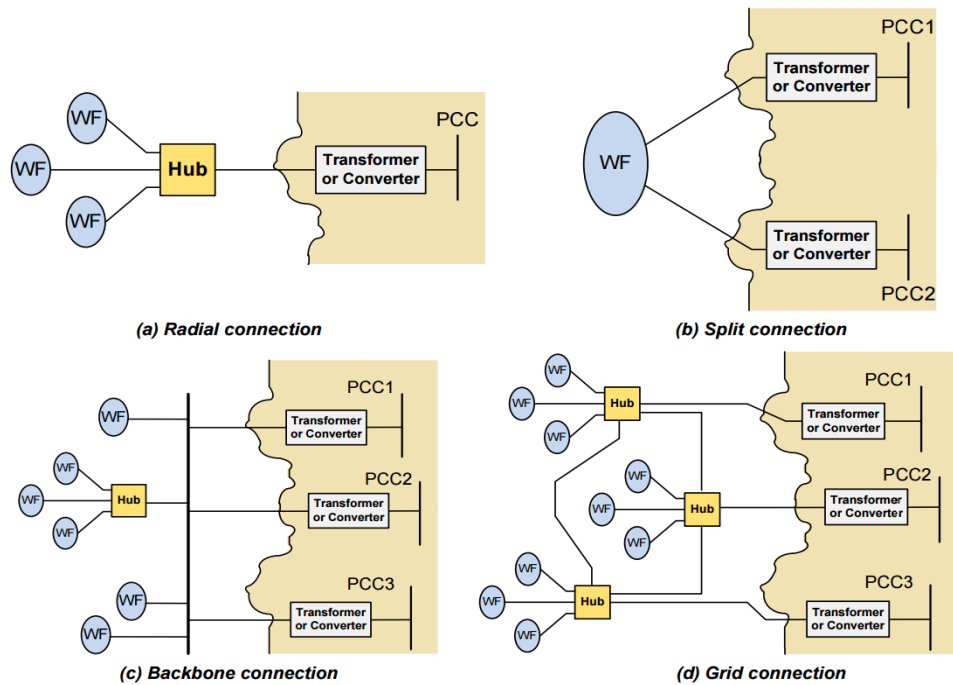 WF
WF
WF
Hub
Transformer
or Converter
PCC
(a) Radial connection
WF
Transformer
or Converter
PCC1
Transformer
or Converter
PCC2
(b) Split connection
WF
WF
WF
WF
Hub
WF
WF
PCC1
Transformer
or Converter
PCC2
Transformer
or Converter
PCC3
Transformer
or Converter
(c) Backbone connection
WF
WF
WF
Hub
PCC1
Transformer
or Converter
WF
WF
WF
Hub
PCC2
Transformer
or Converter
WF
WF
WF
Hub
PCC3
Transformer
or Converter
(d) Grid connection